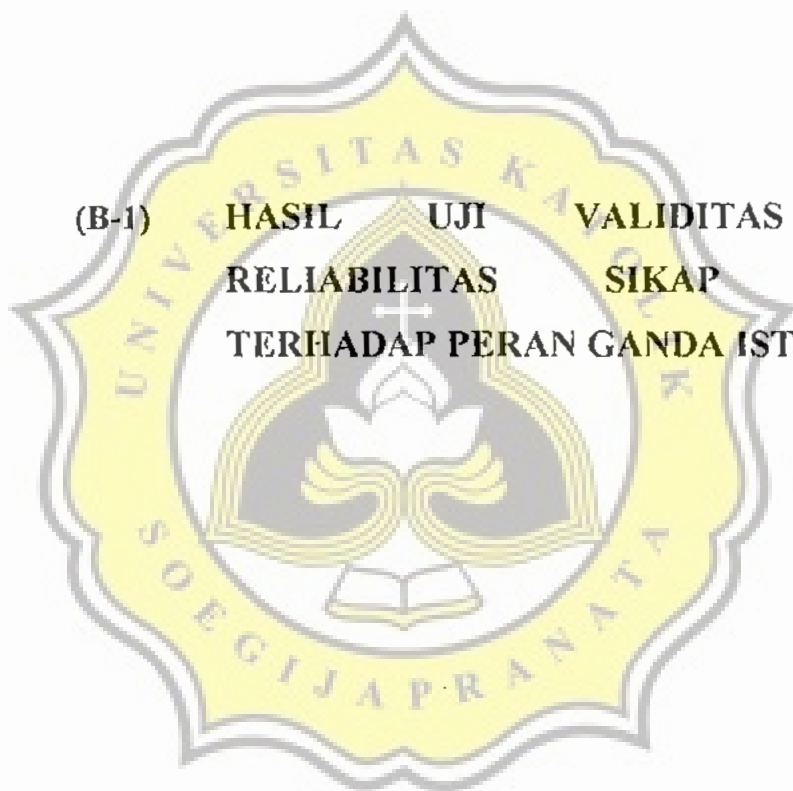 (B-1) HASIL UJI VALIDITAS
RELIABILITAS SIKAP
TERHADAP PERAN GANDA IST
UNIVERSITAS KATOLIK
SOEGIJAPRANATA